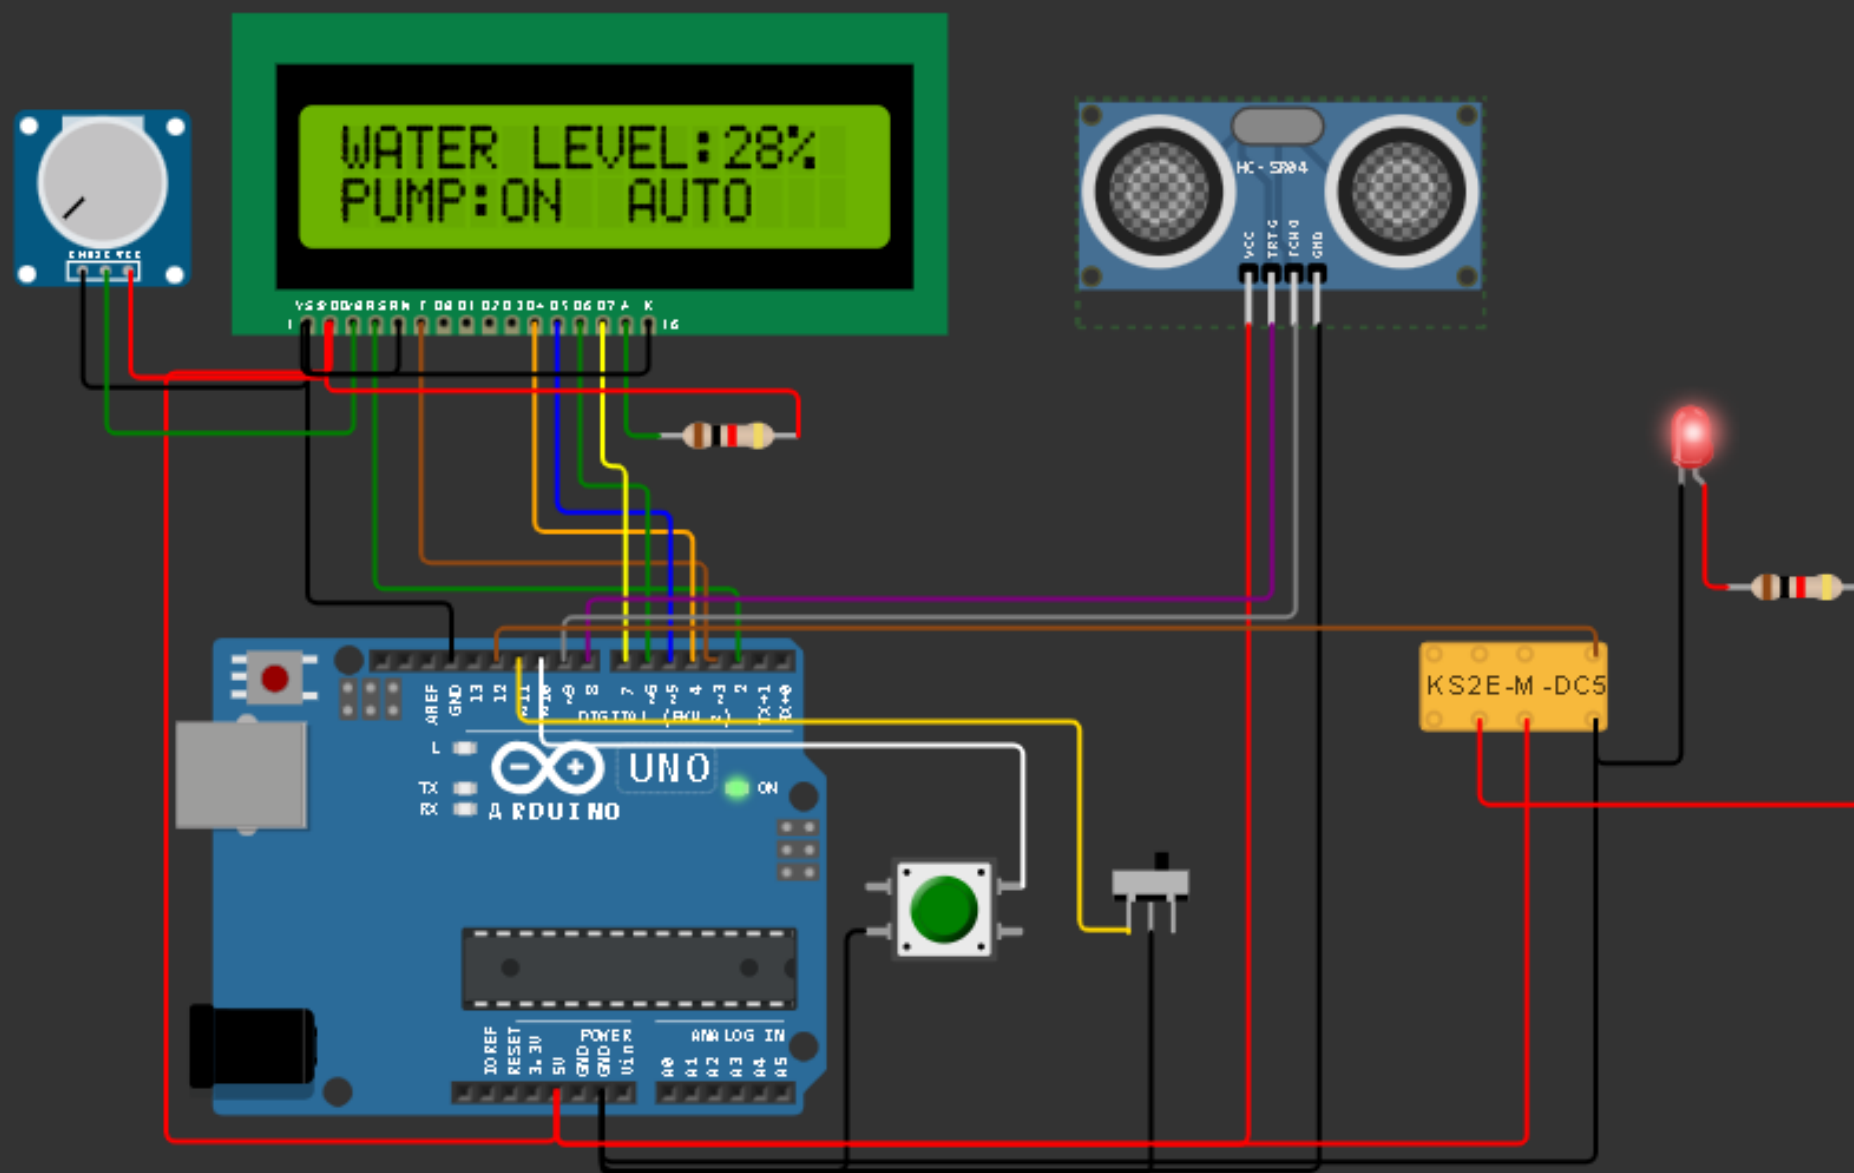 WATER LEVEL:28%
PUMP:ON AUTO
1
16
HC-SR04
VCC
TRIG
ECHO
GND
KS2E-M-DC5
AREF
GND
13
12
~11
~10
~9
8
7
~6
~5
4
~3
2
TX→1
RX←0
DIGITAL (PWM ~)
L
TX
RX
UNO
ON
ARDUINO
IOREF
RESET
3.3V
5V
GND
GND
Vin
POWER
ANALOG IN
A0
A1
A2
A3
A4
A5